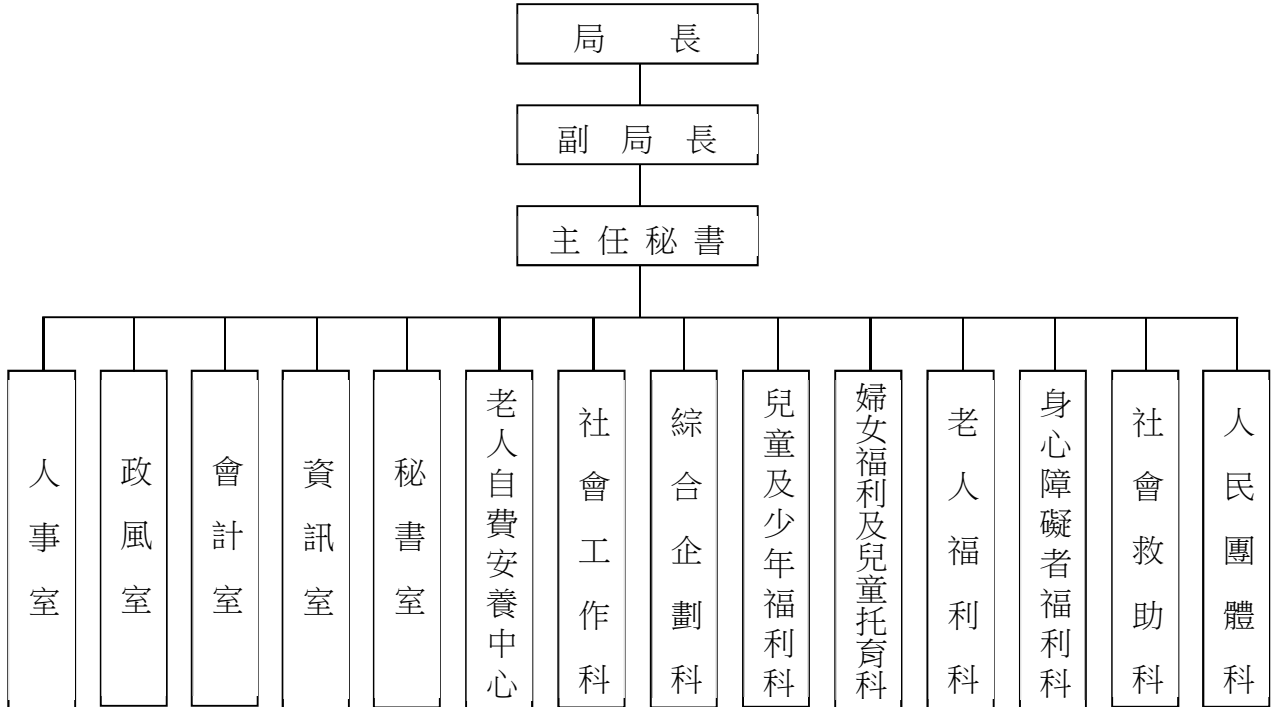 局長
副局長
主任秘書
人事室
政風室
會計室
資訊室
秘書室
老人自費安養中心
社會工作科
綜合企劃科
兒童及少年福利科
婦女福利及兒童托育科
老人福利科
身心障礙者福利科
社會救助科
人民團體科